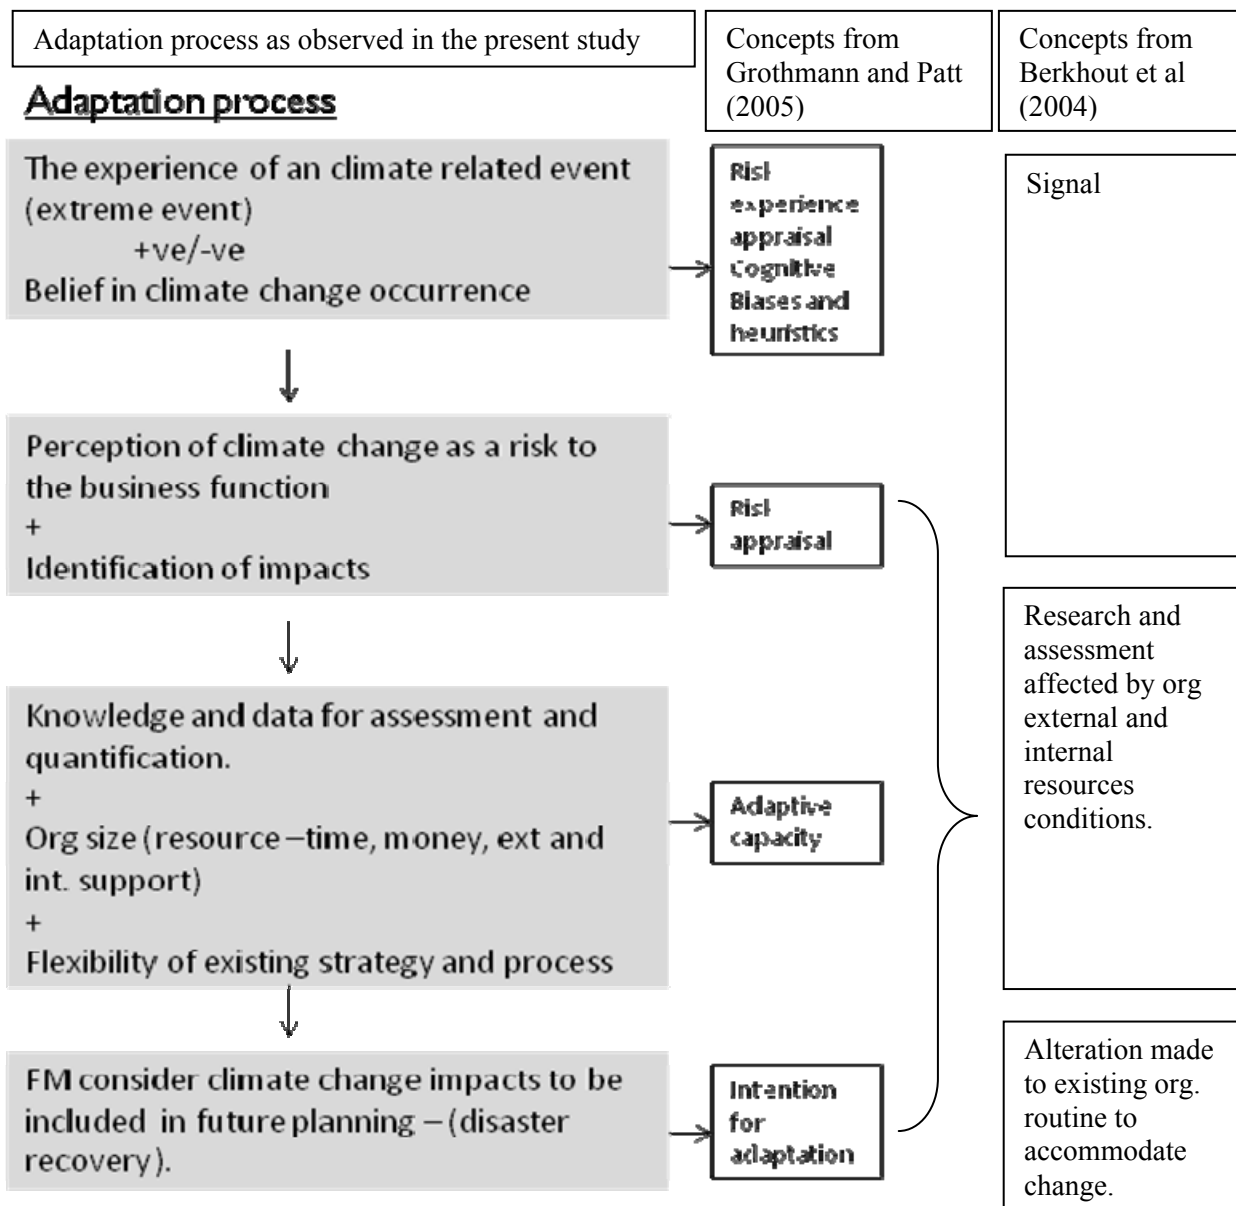 Adaptation process as observed in the present study
Concepts from
Grothmann and Patt
(2005)
Concepts from
Berkhout et al
(2004)
Adaptation process
The experience of an climate related event
(extreme event)
+ve/-ve
Belief in climate change occurrence
Risk
experience
appraisal
Cognitive
Biases and
heuristics
Signal
Perception of climate change as a risk to
the business function
+
Identification of impacts
Risk
appraisal
Research and
assessment
affected by org
external and
internal
resources
conditions.
Knowledge and data for assessment and
quantification.
+
Org size (resource –time, money, ext and
int. support)
+
Flexibility of existing strategy and process
Adaptive
capacity
FM consider climate change impacts to be
included in future planning – (disaster
recovery).
Intention
for
adaptation
Alteration made
to existing org.
routine to
accommodate
change.